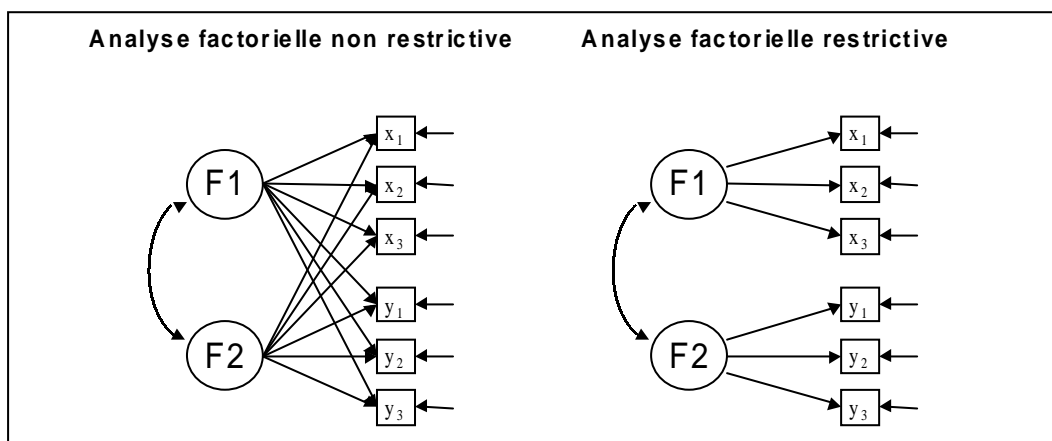 Analyse factorielle non restrictive
F1
F2
x1
x2
x3
y1
y2
y3
Analyse factorielle restrictive
F1
F2
x1
x2
x3
y1
y2
y3